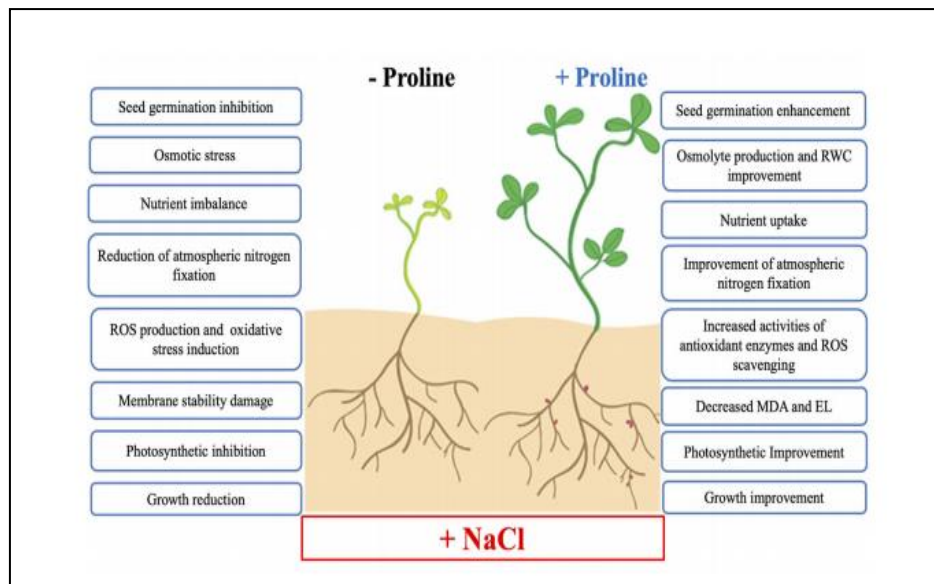 - Proline
+ Proline
Seed germination inhibition
Osmotic stress
Nutrient imbalance
Reduction of atmospheric nitrogen
fixation
ROS production and oxidative
stress induction
Membrane stability damage
Photosynthetic inhibition
Growth reduction
Seed germination enhancement
Osmolyte production and RWC
improvement
Nutrient uptake
Improvement of atmospheric
nitrogen fixation
Increased activities of
antioxidant enzymes and ROS
scavenging
Decreased MDA and EL
Photosynthetic Improvement
Growth improvement
+ NaCl